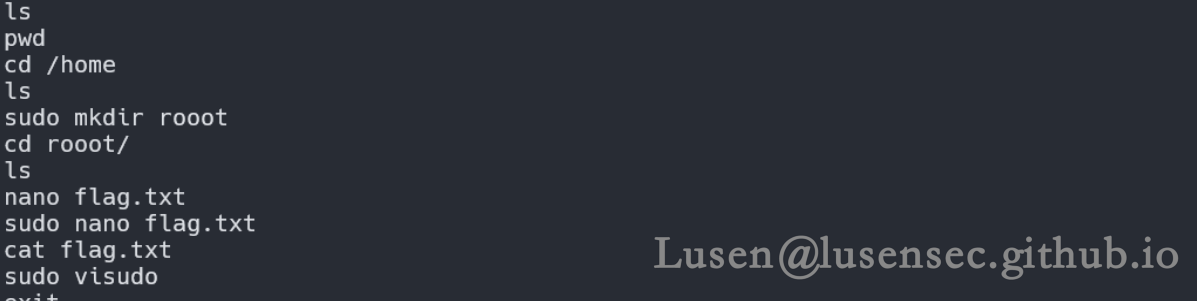 ls
pwd
cd /home
ls
sudo mkdir rooot
cd rooot/
ls
nano flag.txt
sudo nano flag.txt
cat flag.txt
sudo visudo
exit
Lusen@lusensec.github.io